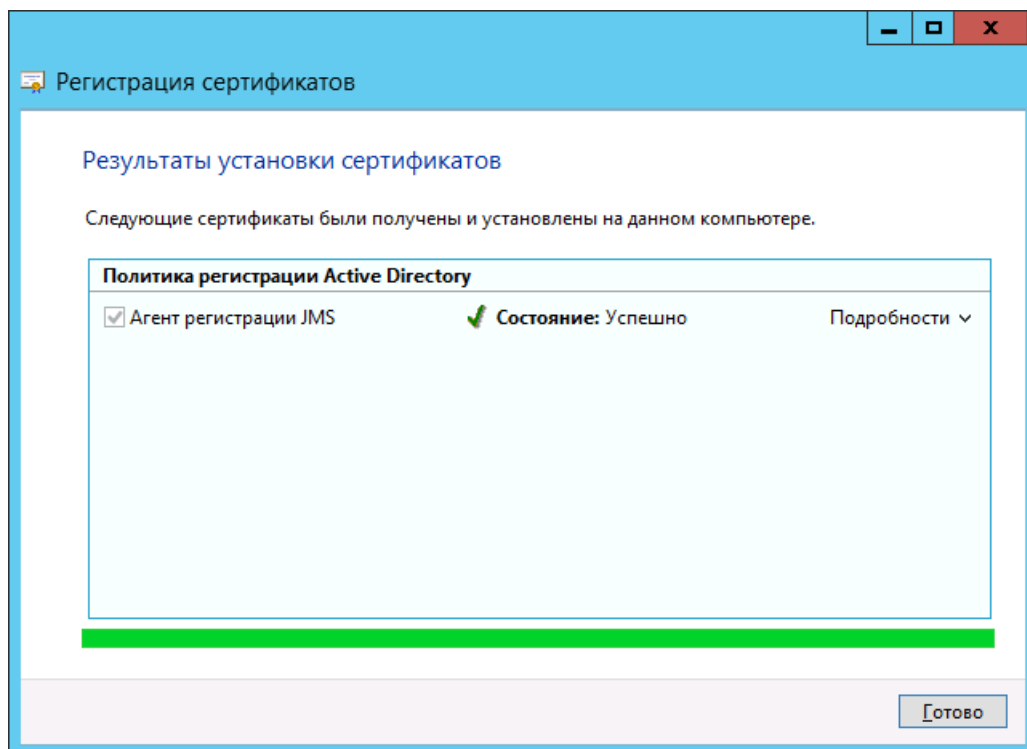 Регистрация сертификатов
Результаты установки сертификатов
Следующие сертификаты были получены и установлены на данном компьютере.
Политика регистрации Active Directory
Агент регистрации JMS Состояние: Успешно Подробности
Готово